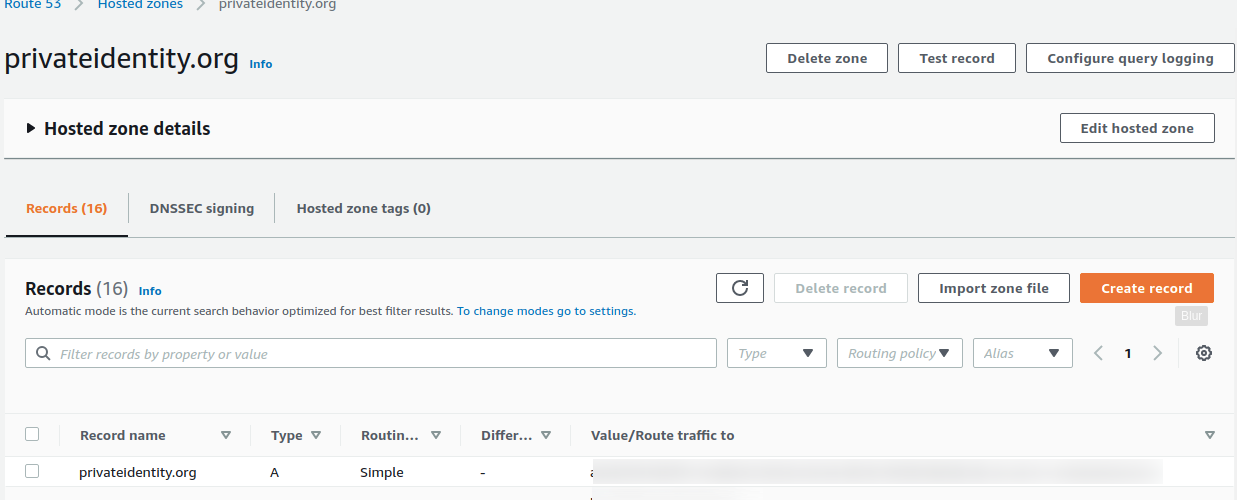 Route 53 Hosted zones privateidentity.org
privateidentity.org Info
Delete zone Test record Configure query logging
Hosted zone details
Edit hosted zone
Records (16) DNSSEC signing Hosted zone tags (0)
Records (16) Info
Delete record Import zone file Create record
Automatic mode is the current search behavior optimized for best filter results. To change modes go to settings.
Blur
Filter records by property or value Type Routing policy Alias 1
Record name Type Routin... Differ... Value/Route traffic to
privateidentity.org A Simple -